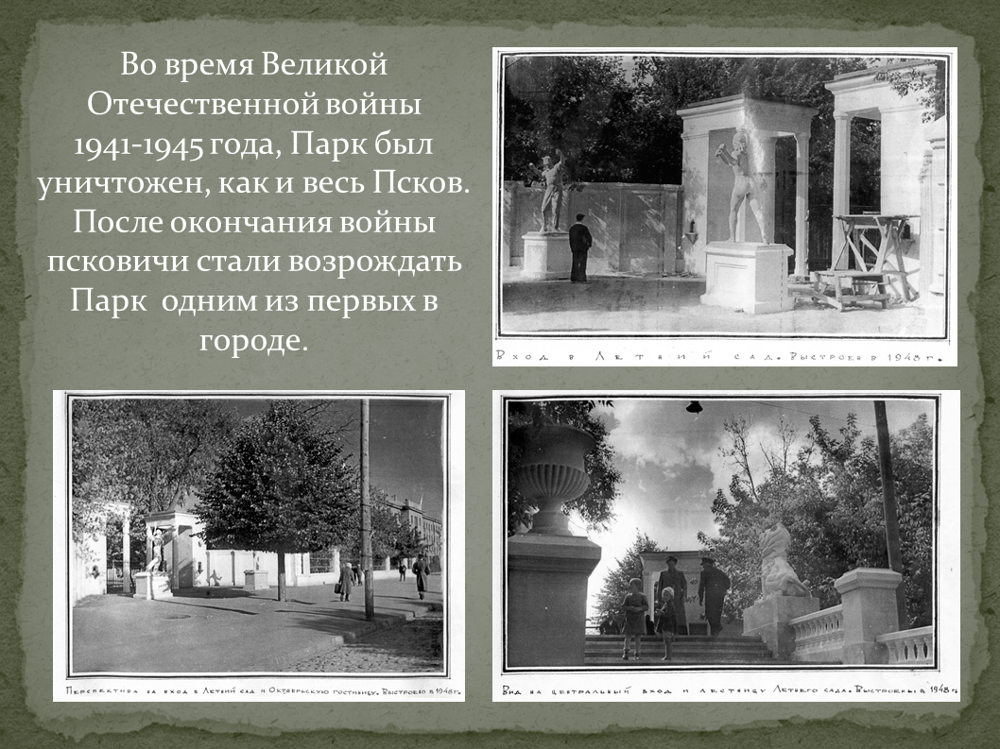 Во время Великой
Отечественной войны
1941-1945 года, Парк был
уничтожен, как и весь Псков.
После окончания войны
псковичи стали возрождать
Парк одним из первых в
городе.
Вход в Летний сад. Выстроен в 1948 г.
Перспектива на вход в Летний сад и Октябрьскую гостиницу. Выстроено в 1948 г.
Вид на центральный вход и лестницу Летнего сада. Выстроены в 1948 г.